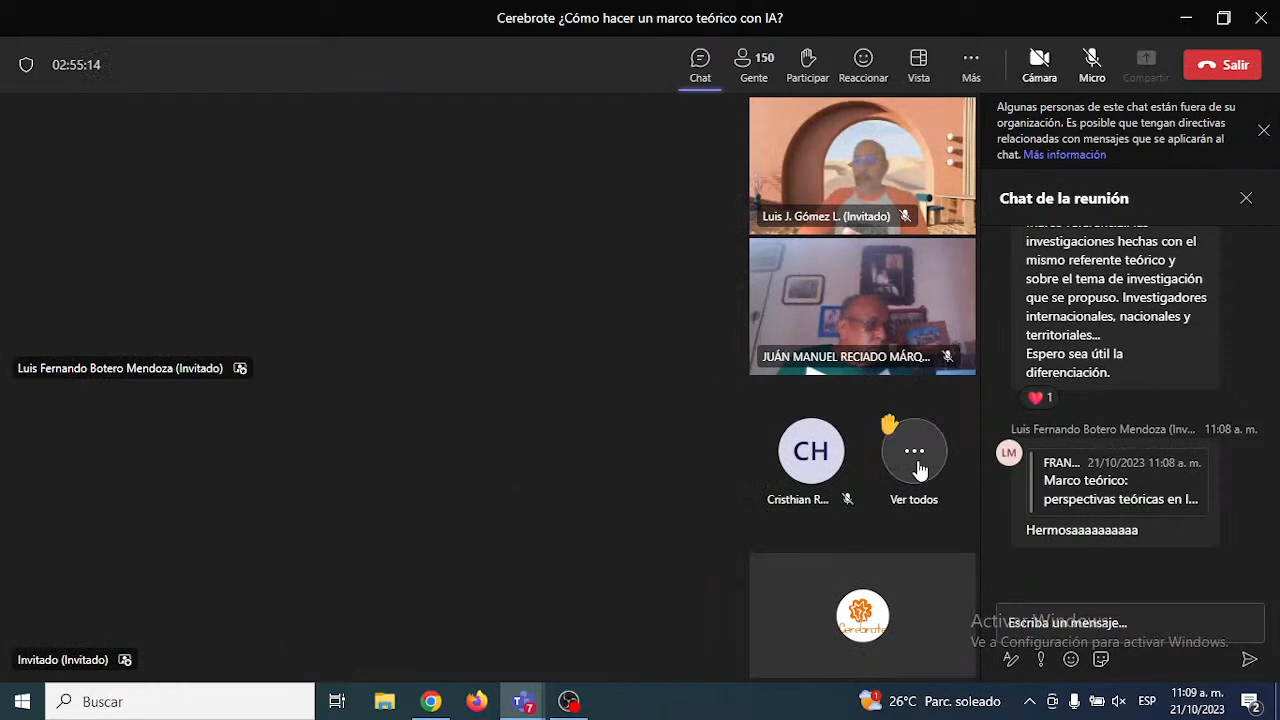 Cerebrote ¿Cómo hacer un marco teórico con IA?
02:55:14
Chat
150
Gente
Participar
Reaccionar
Vista
Más
Cámara
Micro
Compartir
Salir
Luis Fernando Botero Mendoza (Invitado)
Invitado (Invitado)
Luis J. Gómez L. (Invitado)
JUÁN MANUEL RECIADO MÁRQ...
CH
Cristhian R...
Ver todos
Cerebrote
Algunas personas de este chat están fuera de su
organización. Es posible que tengan directivas
relacionadas con mensajes que se aplicarán al
chat. Más información
Chat de la reunión
investigaciones hechas con el
mismo referente teórico y
sobre el tema de investigación
que se propuso. Investigadores
internacionales, nacionales y
territoriales...
Espero sea útil la
diferenciación.
1
Luis Fernando Botero Mendoza (Inv... 11:08 a. m.
LM
FRAN... 21/10/2023 11:08 a. m.
Marco teórico:
perspectivas teóricas en l...
Hermosaaaaaaaaaa
Escriba un mensaje...
Activar Windows
Ve a Configuración para activar Windows.
Buscar
7
1
26°C Parc. soleado
ESP
11:09 a. m.
21/10/2023
2